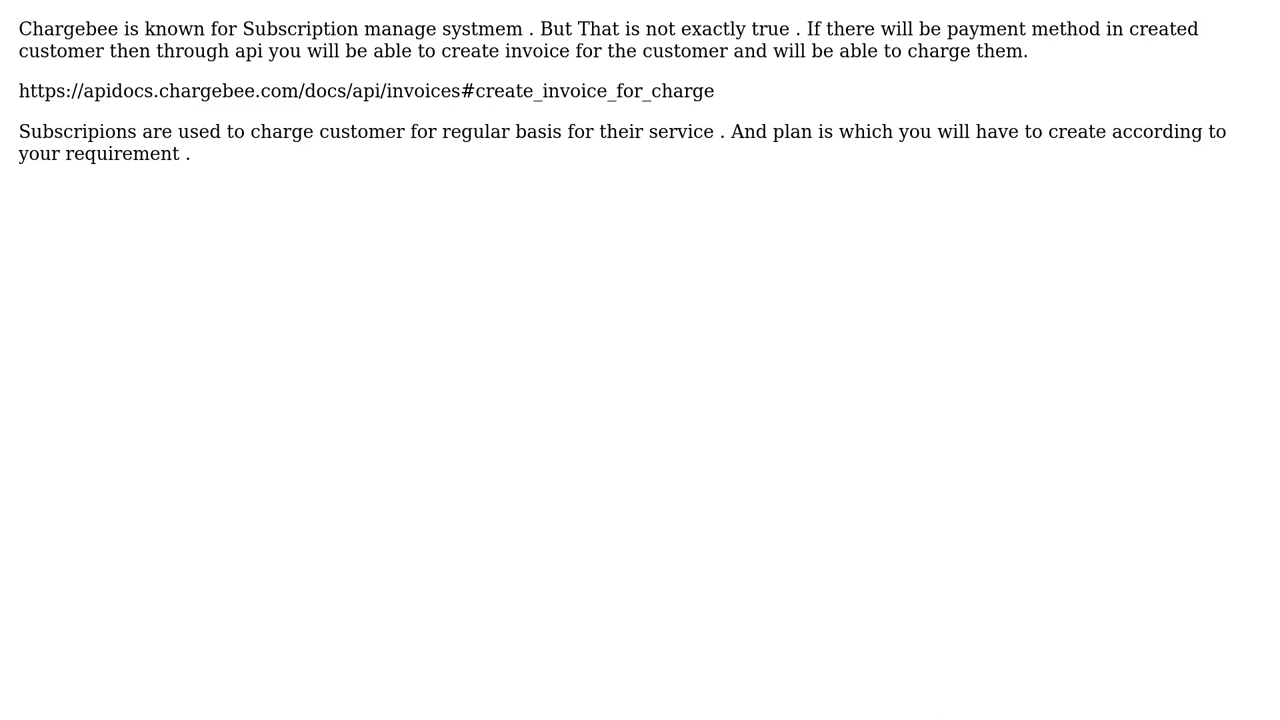 Chargebee is known for Subscription manage systmem . But That is not exactly true . If there will be payment method in created
customer then through api you will be able to create invoice for the customer and will be able to charge them.
https://apidocs.chargebee.com/docs/api/invoices#create_invoice_for_charge
Subscripions are used to charge customer for regular basis for their service . And plan is which you will have to create according to
your requirement .